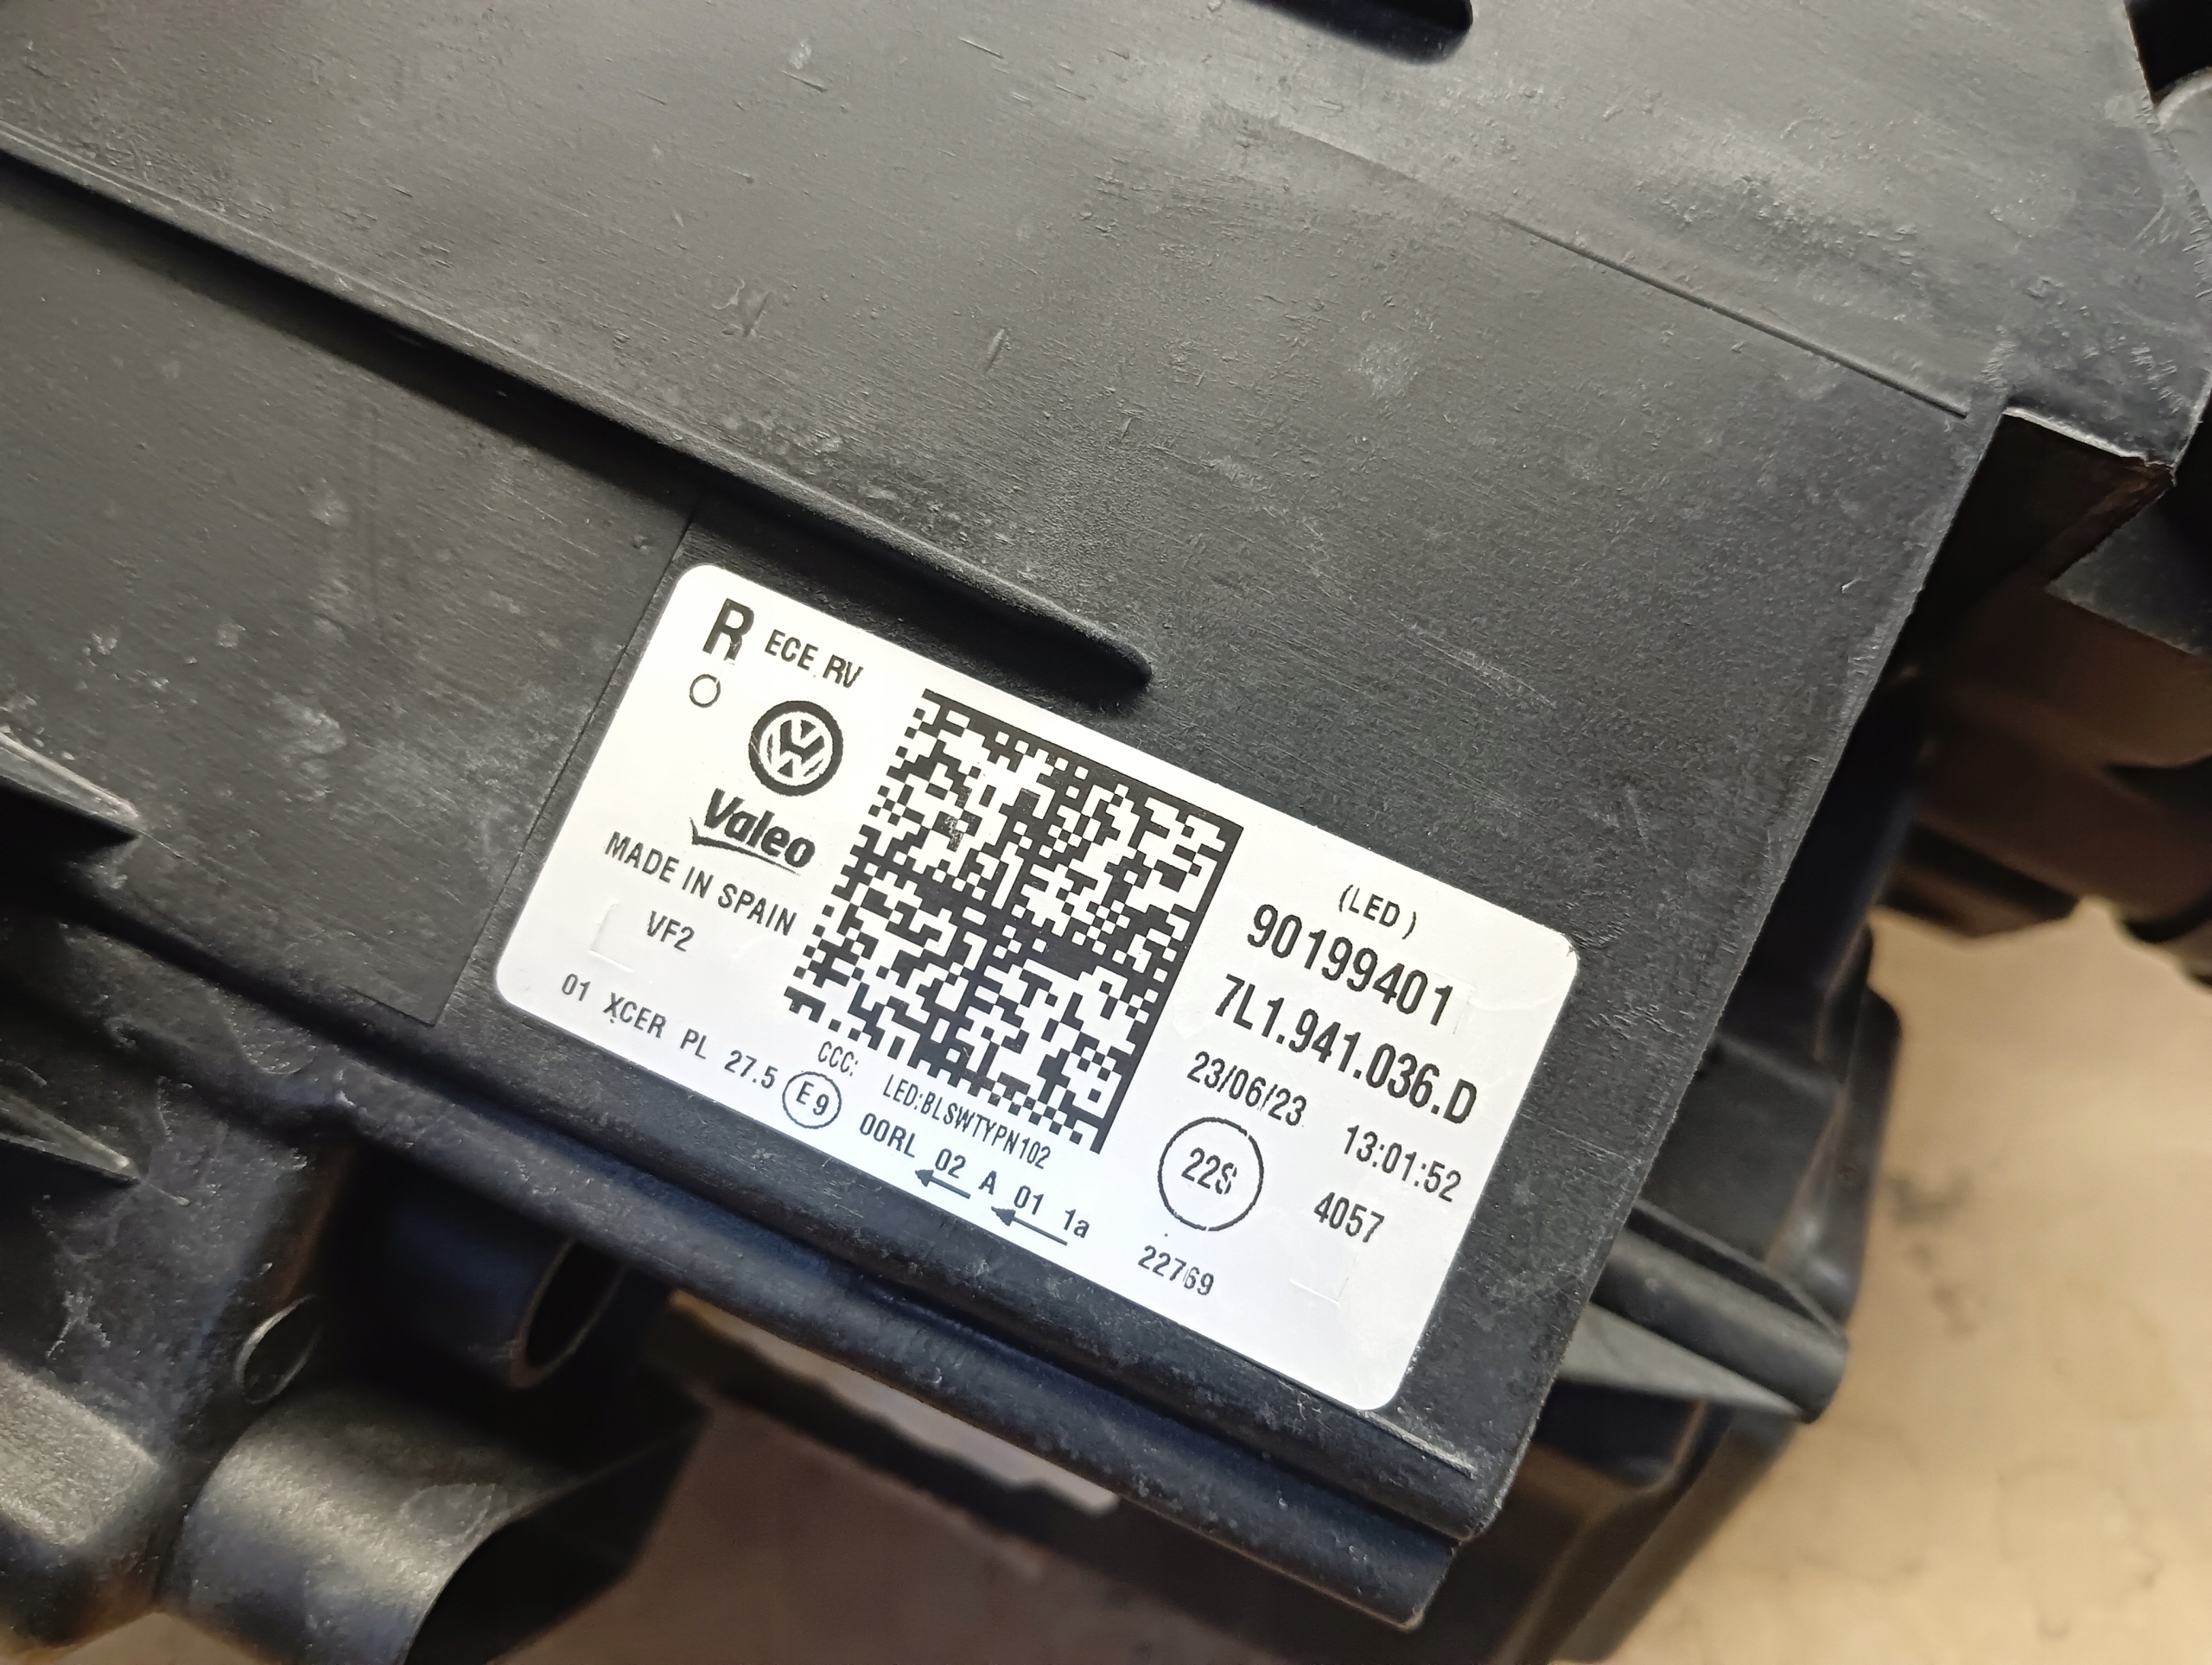 R ECE RV
Valeo
MADE IN SPAIN
VF2
(LED)
90199401
7L1.941.036.D
23/06/23 13:01:52
22S 4057
22769
CCC: LED:BLSWTYPN102
01 XCER PL 27.5 E9 00RL 02 A 01 1a